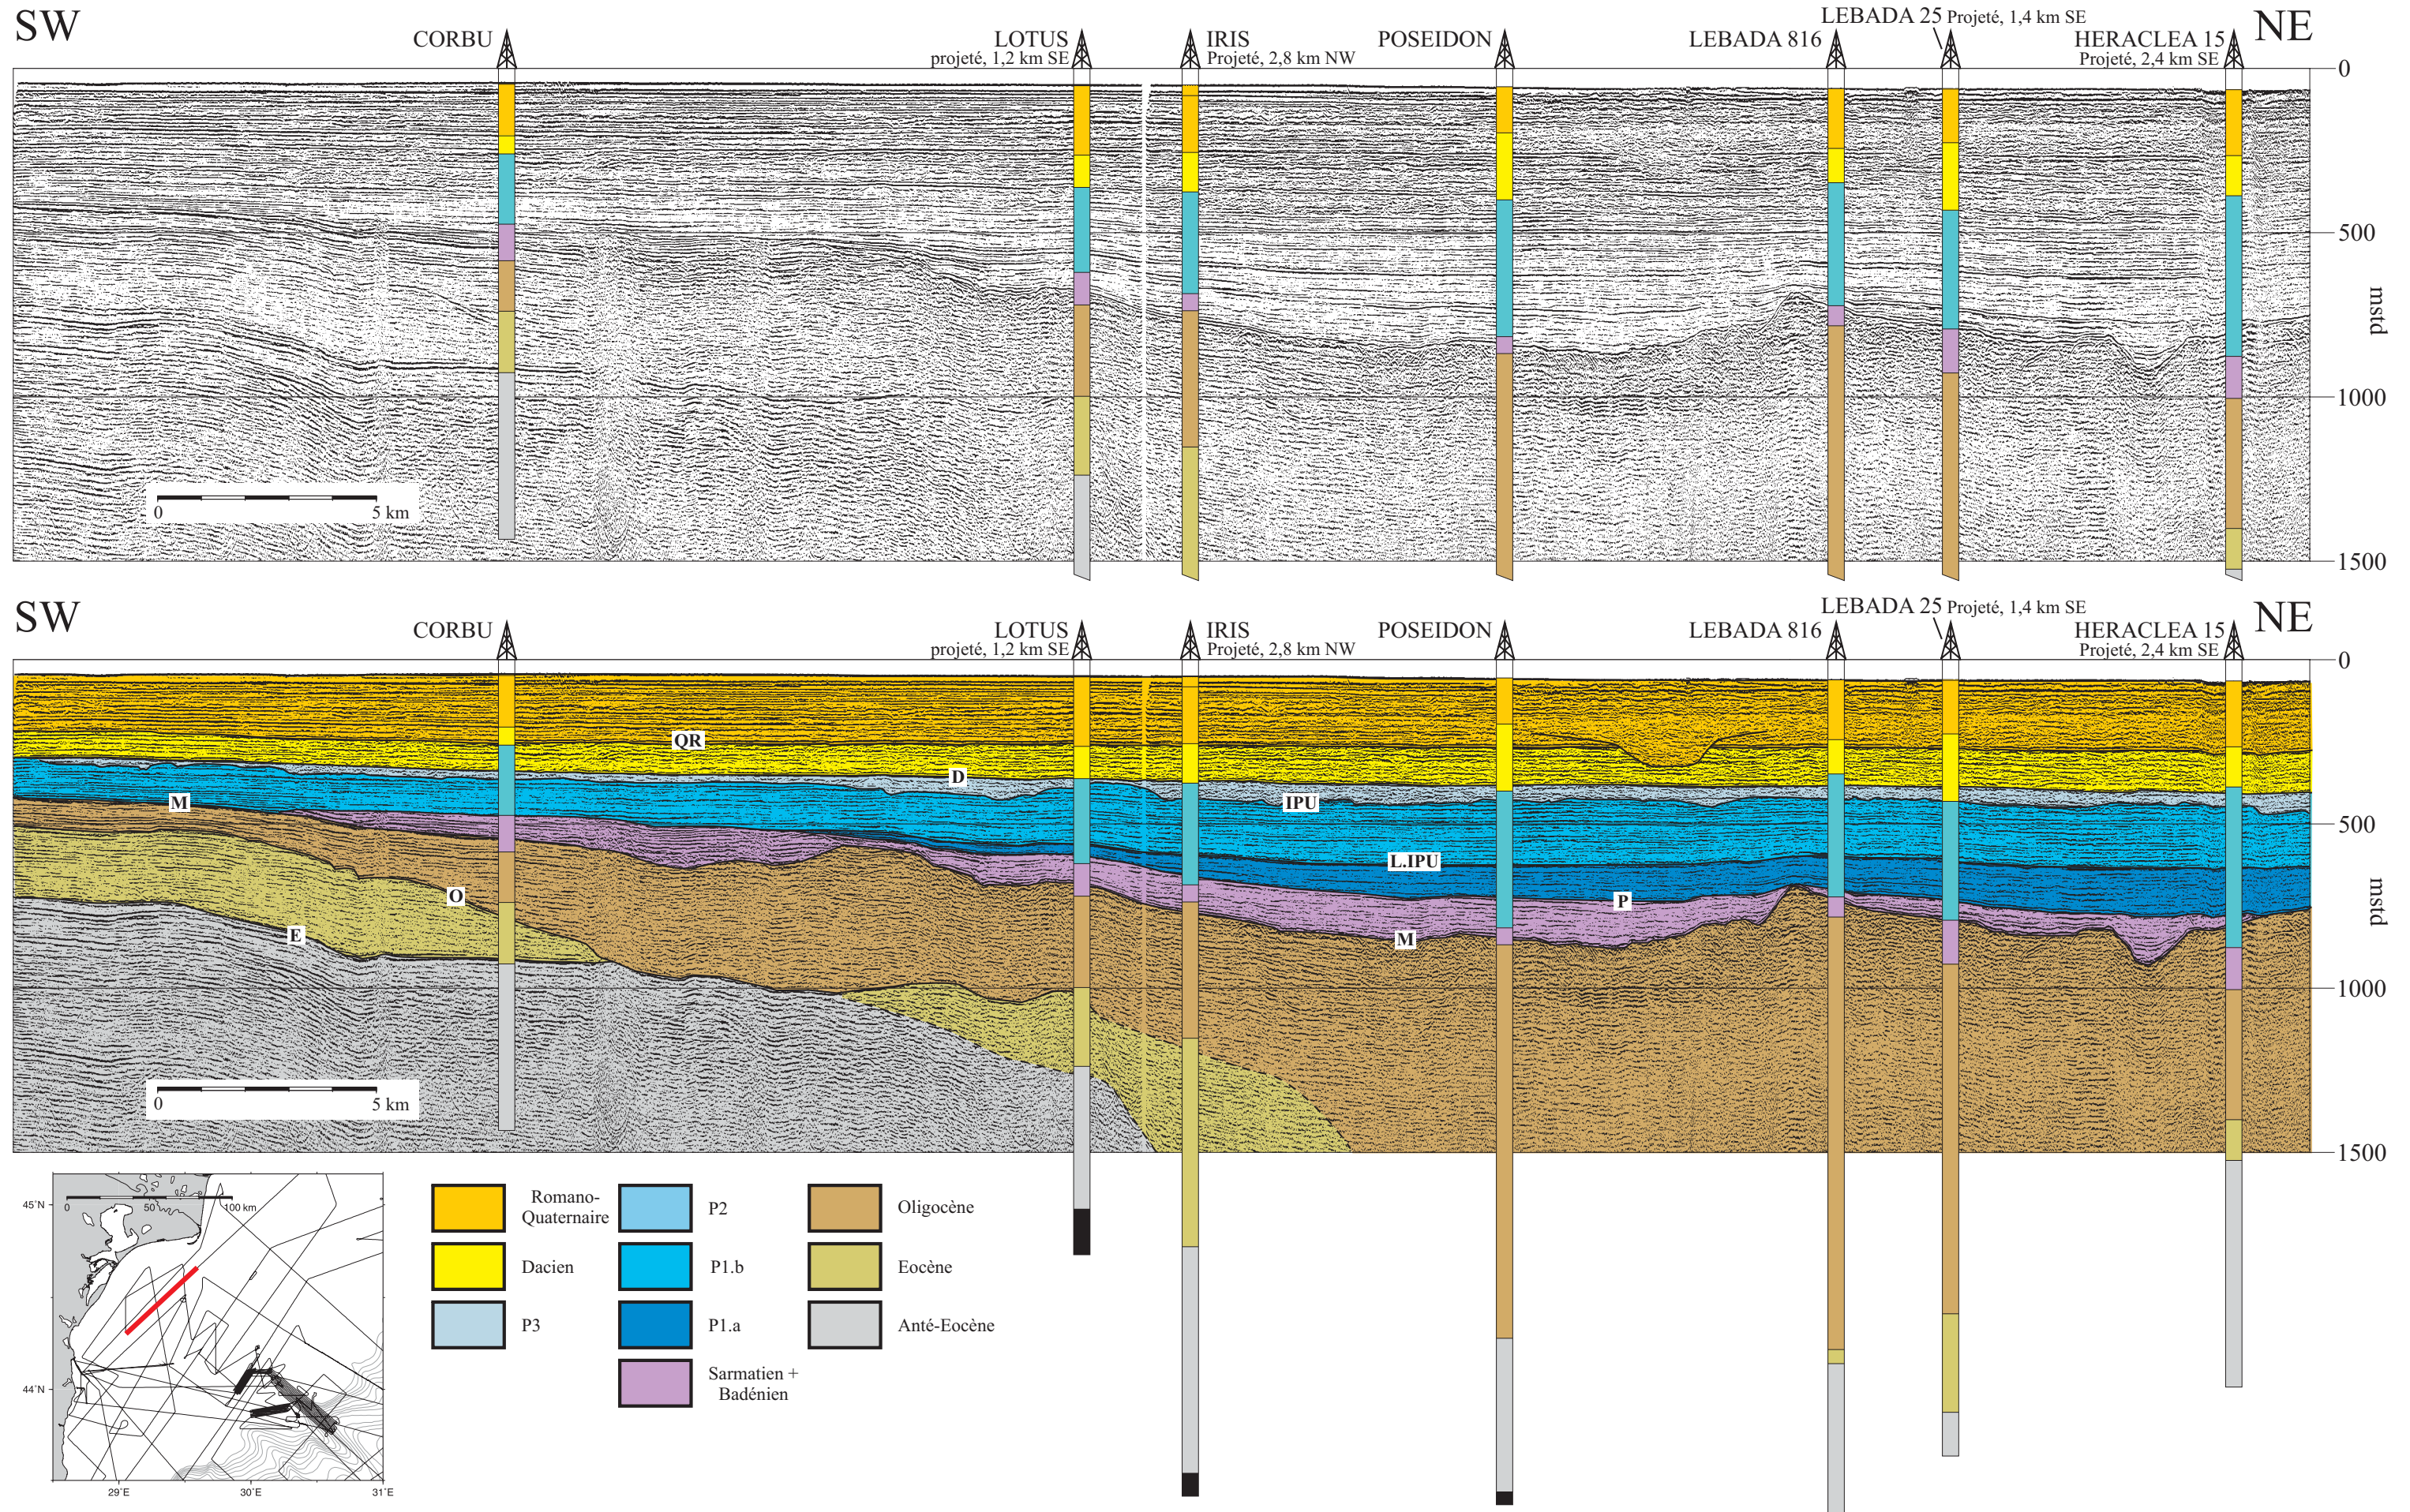 SW
CORBU
LOTUS
projeté, 1,2 km SE
IRIS
Projeté, 2,8 km NW
POSEIDON
LEBADA 816
LEBADA 25 Projeté, 1,4 km SE
HERACLEA 15
Projeté, 2,4 km SE
NE
0
500
mstd
1000
1500
0 5 km
SW
CORBU
LOTUS
projeté, 1,2 km SE
IRIS
Projeté, 2,8 km NW
POSEIDON
LEBADA 816
LEBADA 25 Projeté, 1,4 km SE
HERACLEA 15
Projeté, 2,4 km SE
NE
0
QR
D
M
IPU
500
L.IPU
O
P
mstd
E
M
1000
0 5 km
1500
45°N
0 50 100 km
44°N
29°E 30°E 31°E
Romano-
Quaternaire
Dacien
P3
P2
P1.b
P1.a
Sarmatien +
Badénien
Oligocène
Eocène
Anté-Eocène